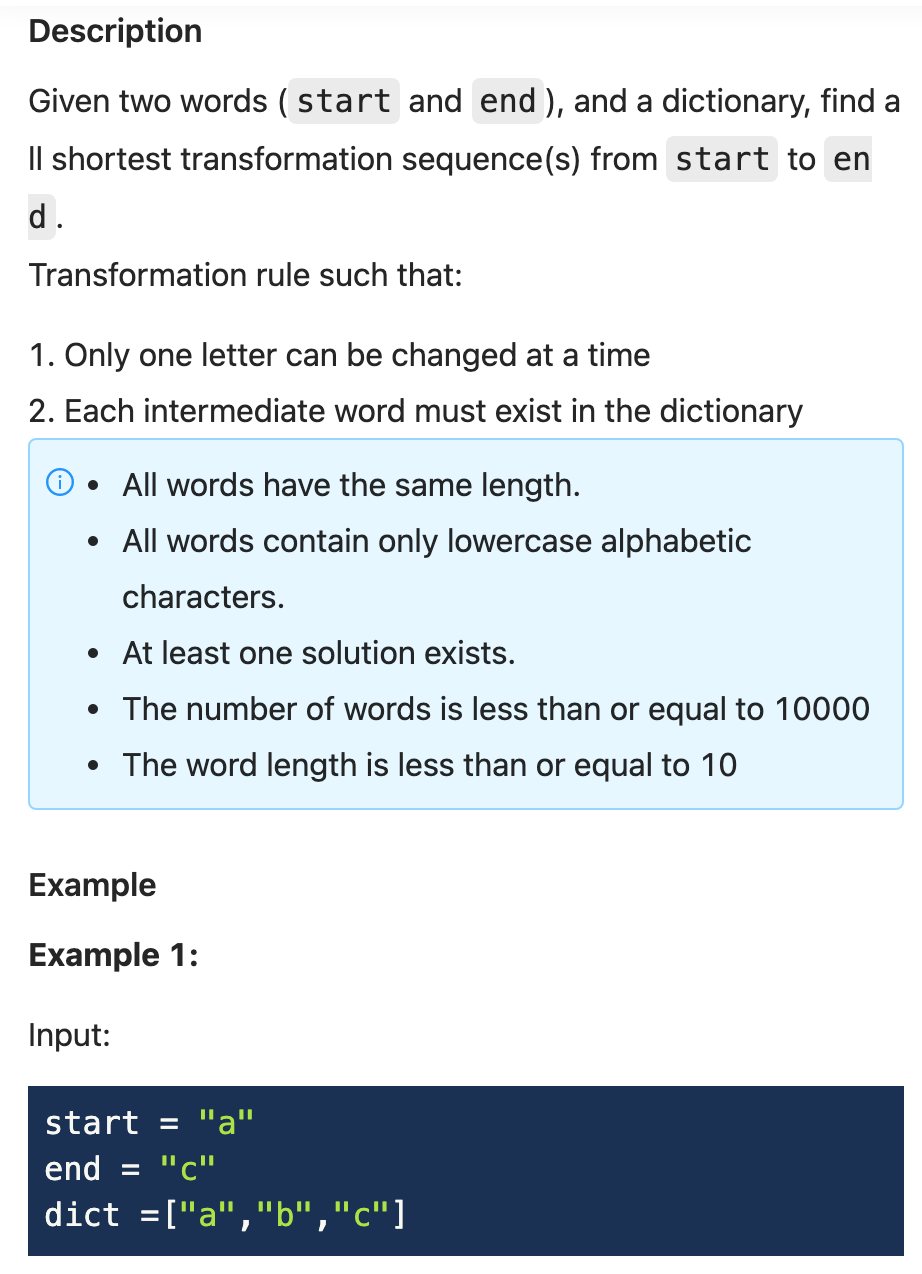 Description
Given two words ( start and end ), and a dictionary, find a
ll shortest transformation sequence(s) from start to en
d .
Transformation rule such that:
1. Only one letter can be changed at a time
2. Each intermediate word must exist in the dictionary
• All words have the same length.
• All words contain only lowercase alphabetic
characters.
• At least one solution exists.
• The number of words is less than or equal to 10000
• The word length is less than or equal to 10
Example
Example 1:
Input:
start = "a"
end = "c"
dict =["a","b","c"]